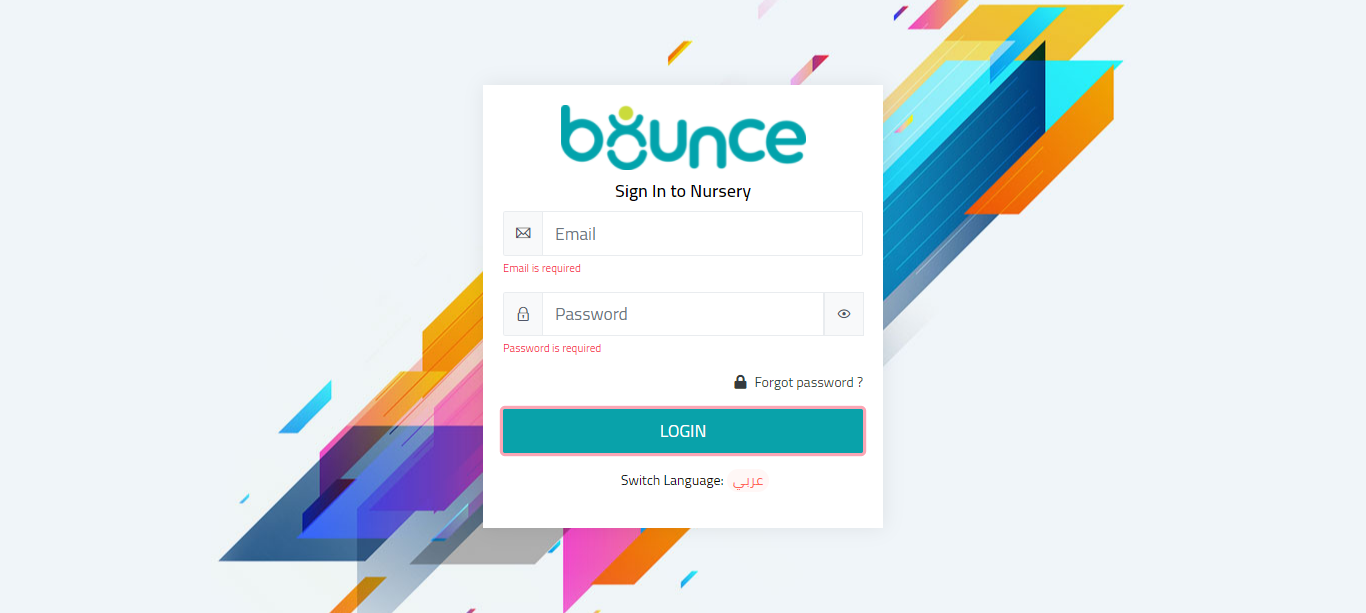 bounce
Sign In to Nursery
Email
Email is required
Password
Password is required
Forgot password ?
LOGIN
Switch Language: عربي